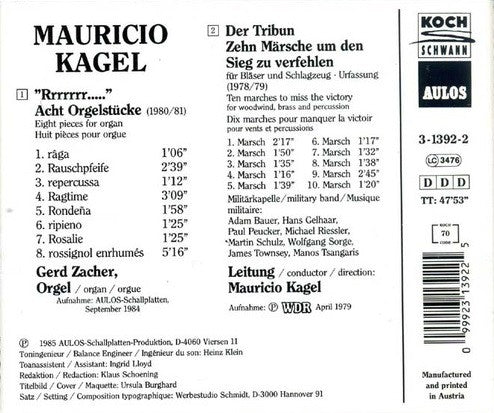 MAURICIO
KAGEL
1 "Rrrrrrr....."
Acht Orgelstücke (1980/81)
Eight pieces for organ
Huit pièces pour orgue
1. rāga 1'06"
2. Rauschpfeife 2'39"
3. repercussa 1'12"
4. Ragtime 3'09"
5. Rondeña 1'58"
6. ripieno 1'25"
7. Rosalie 1'25"
8. rossignol enrhumés 5'16"
Gerd Zacher,
Orgel / organ / orgue
Aufnahme: AULOS-Schallplatten,
September 1984
2 Der Tribun
Zehn Märsche um den
Sieg zu verfehlen
für Bläser und Schlagzeug · Urfassung
(1978/79)
Ten marches to miss the victory
for woodwind, brass and percussion
Dix marches pour manquer la victoir
pour vents et percussions
1. Marsch 2'17" 6. Marsch 1'17"
2. Marsch 1'50" 7. Marsch 1'32"
3. Marsch 1'35" 8. Marsch 1'38"
4. Marsch 1'16" 9. Marsch 2'45"
5. Marsch 1'39" 10. Marsch 1'20"
Militärkapelle/military band/Musique
militaire:
Adam Bauer, Hans Gelhaar,
Paul Peucker, Michael Riessler,
Martin Schulz, Wolfgang Sorge,
James Townsey, Manos Tsangaris
Leitung / conductor / direction:
Mauricio Kagel
Aufnahme: ℗ WDR April 1979
℗ 1985 AULOS-Schallplatten-Produktion, D-4060 Viersen 11
Toningenieur / Balance Engineer / Ingénieur du son: Heinz Klein
Tonassistenz / Assistant: Ingrid Lloyd
Redaktion / Redaction: Klaus Schoening
Titelbild / Cover / Maquette: Ursula Burghard
Satz / Setting / Composition typographique: Werbestudio Schmidt, D-3000 Hannover 91
KOCH
SCHWANN
AULOS
3-1392-2
LC 3476
D D D
TT: 47'53"
KOCH
70
CODE
0 99923 13922 5
Manufactured
and printed
in Austria